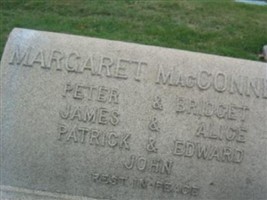 MARGARET MACCONN
PETER & BRIDGET
JAMES & ALICE
PATRICK & EDWARD
JOHN
REST IN PEACE